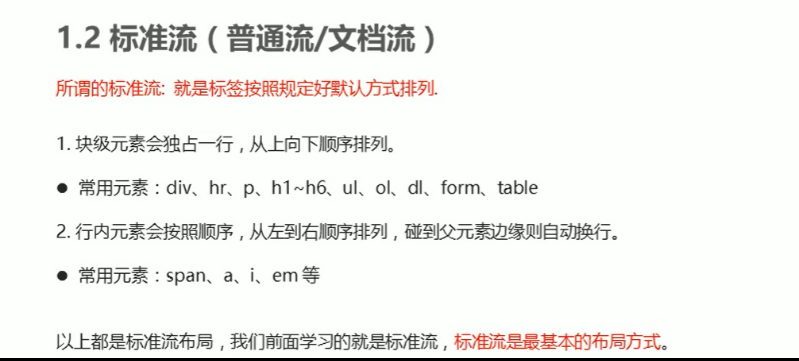 1.2 标准流（普通流/文档流）
所谓的标准流: 就是标签按照规定好默认方式排列.
1. 块级元素会独占一行，从上向下顺序排列。
● 常用元素：div、hr、p、h1~h6、ul、ol、dl、form、table
2. 行内元素会按照顺序，从左到右顺序排列，碰到父元素边缘则自动换行。
● 常用元素：span、a、i、em 等
以上都是标准流布局，我们前面学习的就是标准流，标准流是最基本的布局方式。